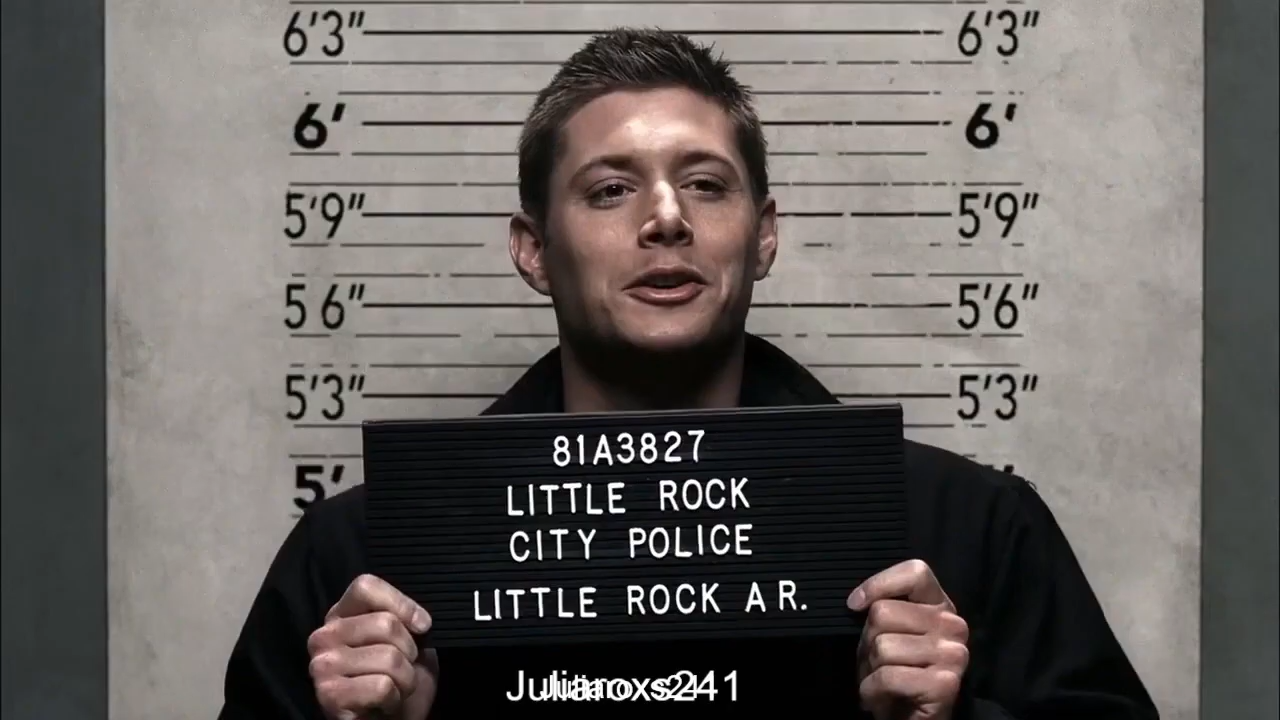 6'3" 6'3"
6' 6'
5'9" 5'9"
5 6" 5'6"
5'3" 5'3"
5'
81A3827
LITTLE ROCK
CITY POLICE
LITTLE ROCK AR.
Julianoxs241